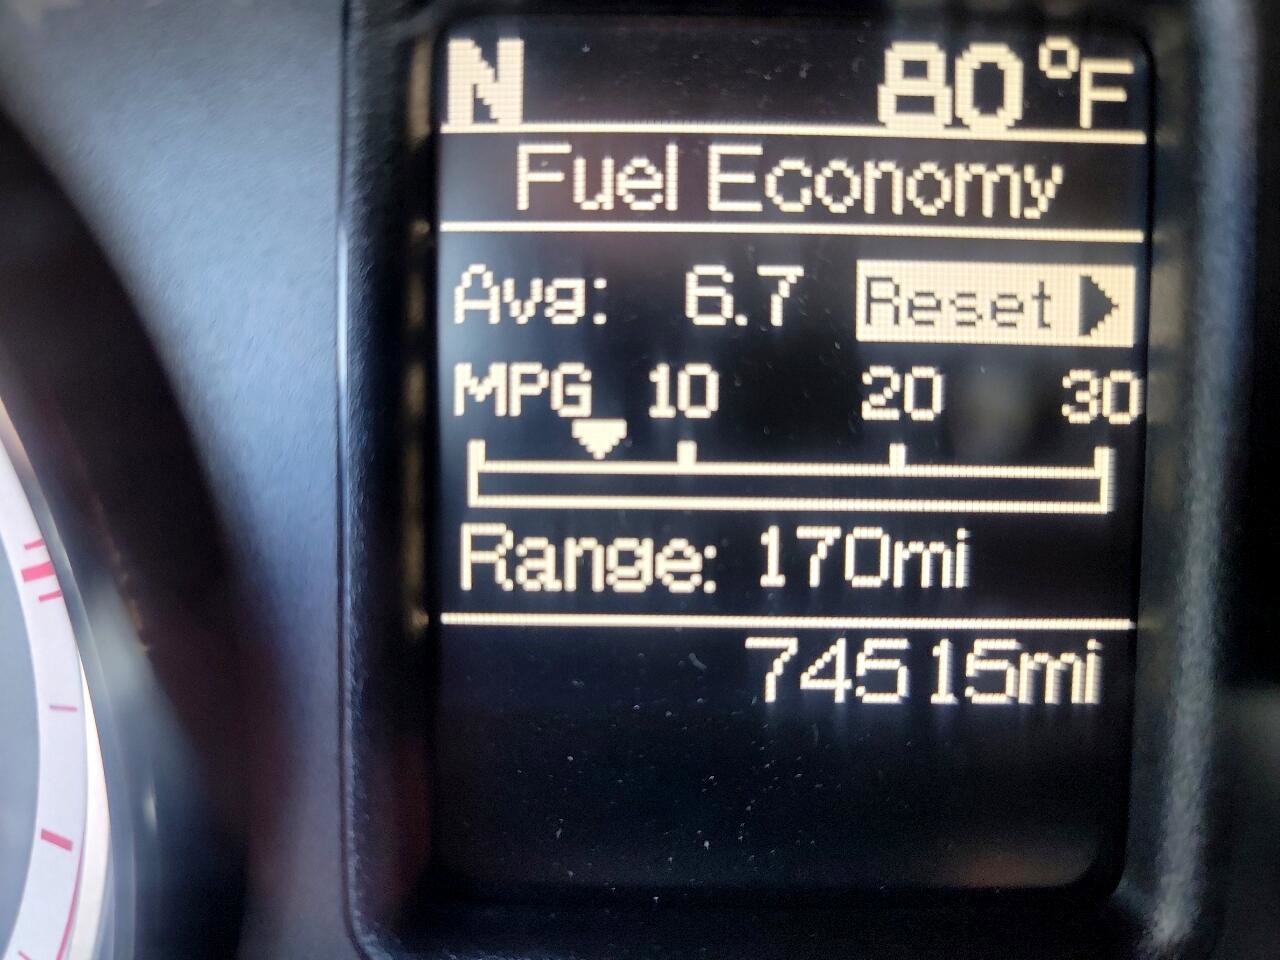 N 80°F
Fuel Economy
Avg: 6.7 Reset
MPG 10 20 30
Range: 170mi
74515mi